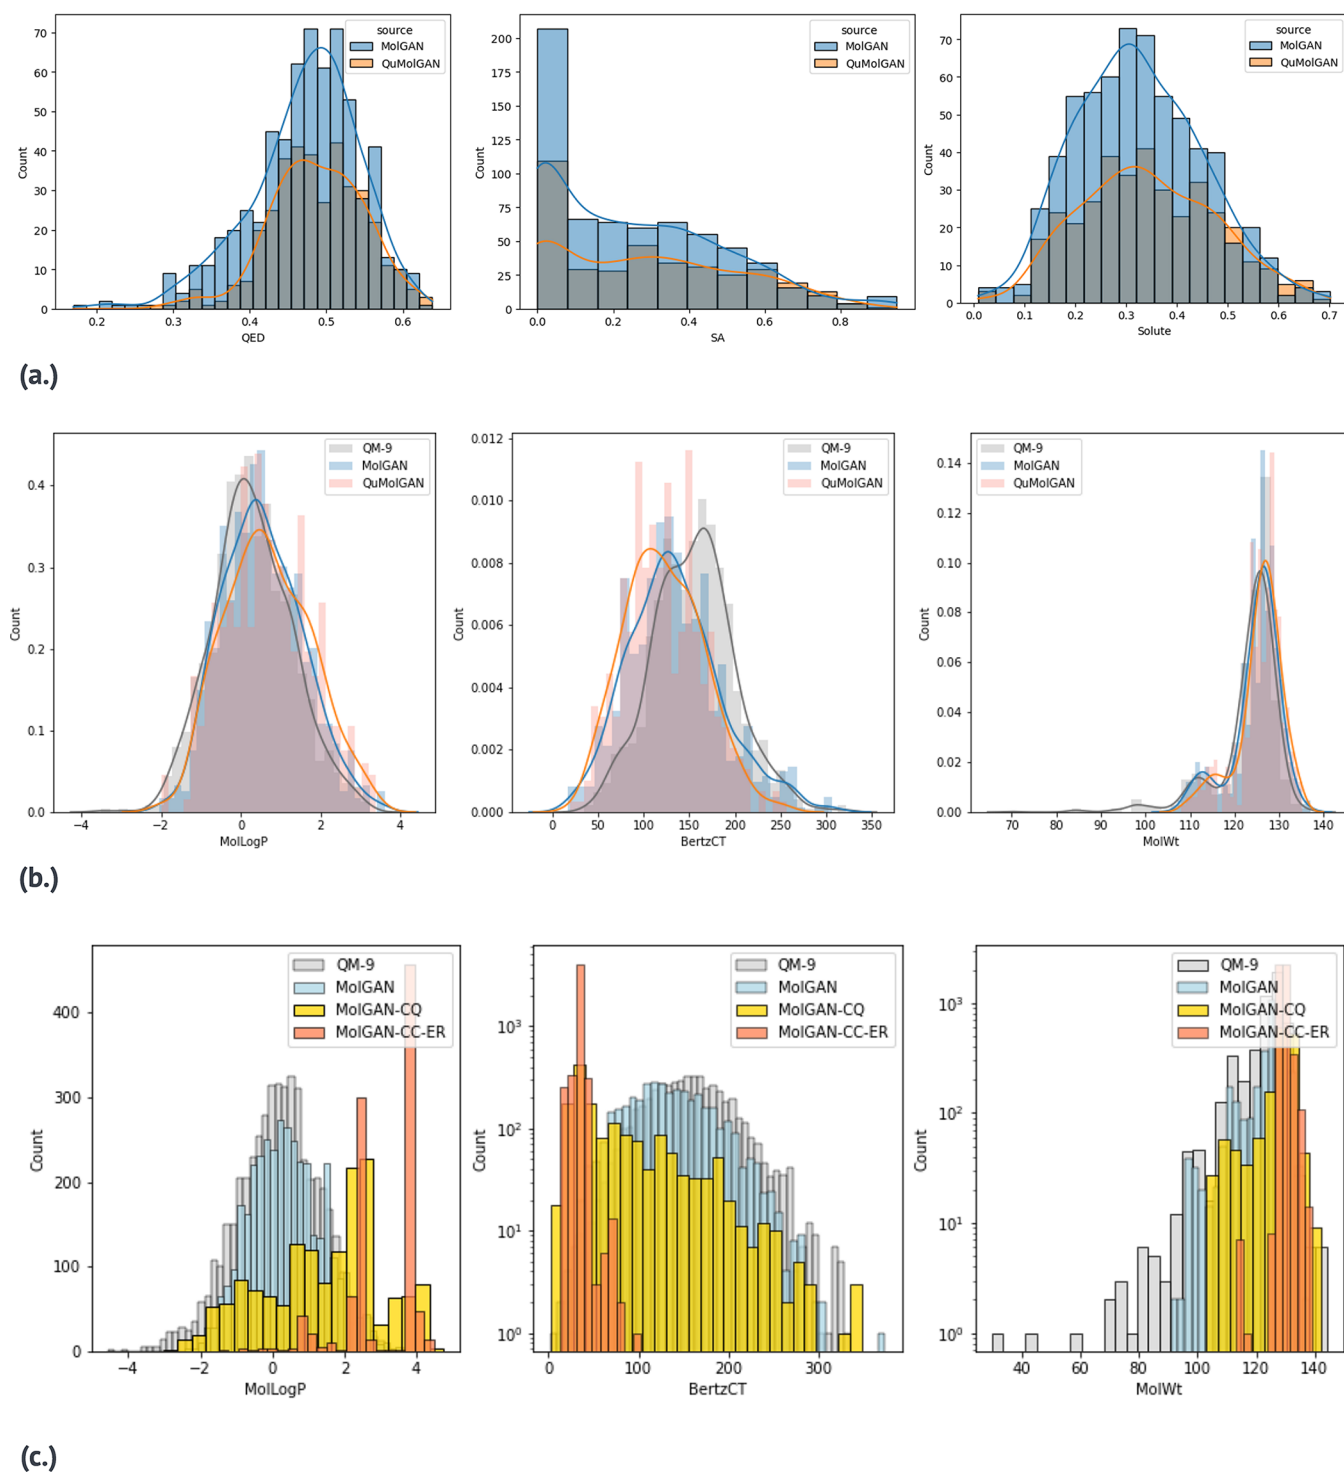 source
MolGAN
QuMolGAN
Count
70
60
50
40
30
20
10
0
0.2 0.3 0.4 0.5 0.6
QED
source
MolGAN
QuMolGAN
Count
200
175
150
125
100
75
50
25
0
0.0 0.2 0.4 0.6 0.8
SA
source
MolGAN
QuMolGAN
Count
70
60
50
40
30
20
10
0
0.0 0.1 0.2 0.3 0.4 0.5 0.6 0.7
Solute
(a.)
QM-9
MolGAN
QuMolGAN
Count
0.4
0.3
0.2
0.1
0.0
−4 −2 0 2 4
MolLogP
QM-9
MolGAN
QuMolGAN
Count
0.012
0.010
0.008
0.006
0.004
0.002
0.000
0 50 100 150 200 250 300 350
BertzCT
QM-9
MolGAN
QuMolGAN
Count
0.14
0.12
0.10
0.08
0.06
0.04
0.02
0.00
70 80 90 100 110 120 130 140
MolWt
(b.)
QM-9
MolGAN
MolGAN-CQ
MolGAN-CC-ER
Count
400
300
200
100
0
−4 −2 0 2 4
MolLogP
QM-9
MolGAN
MolGAN-CQ
MolGAN-CC-ER
Count
10³
10²
10¹
10⁰
0 100 200 300
BertzCT
QM-9
MolGAN
MolGAN-CQ
MolGAN-CC-ER
Count
10³
10²
10¹
10⁰
40 60 80 100 120 140
MolWt
(c.)